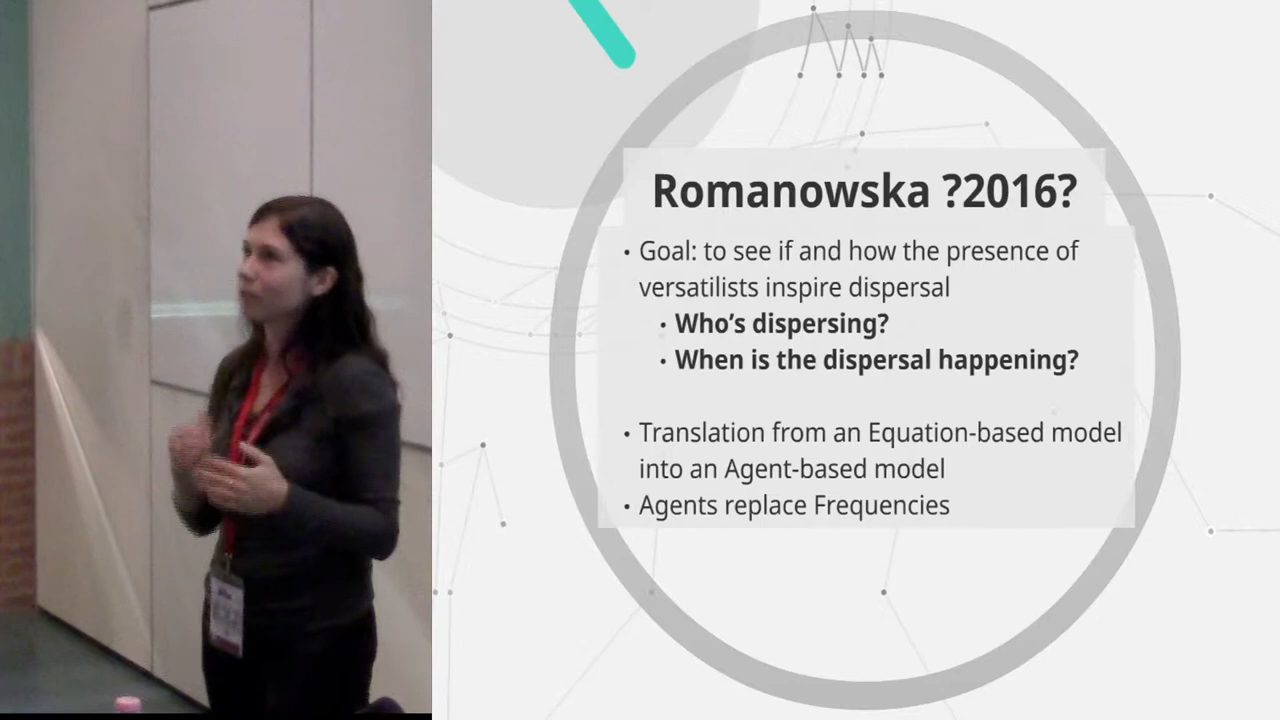 Romanowska ?2016?
• Goal: to see if and how the presence of
versatilists inspire dispersal
• Who's dispersing?
• When is the dispersal happening?
• Translation from an Equation-based model
into an Agent-based model
• Agents replace Frequencies